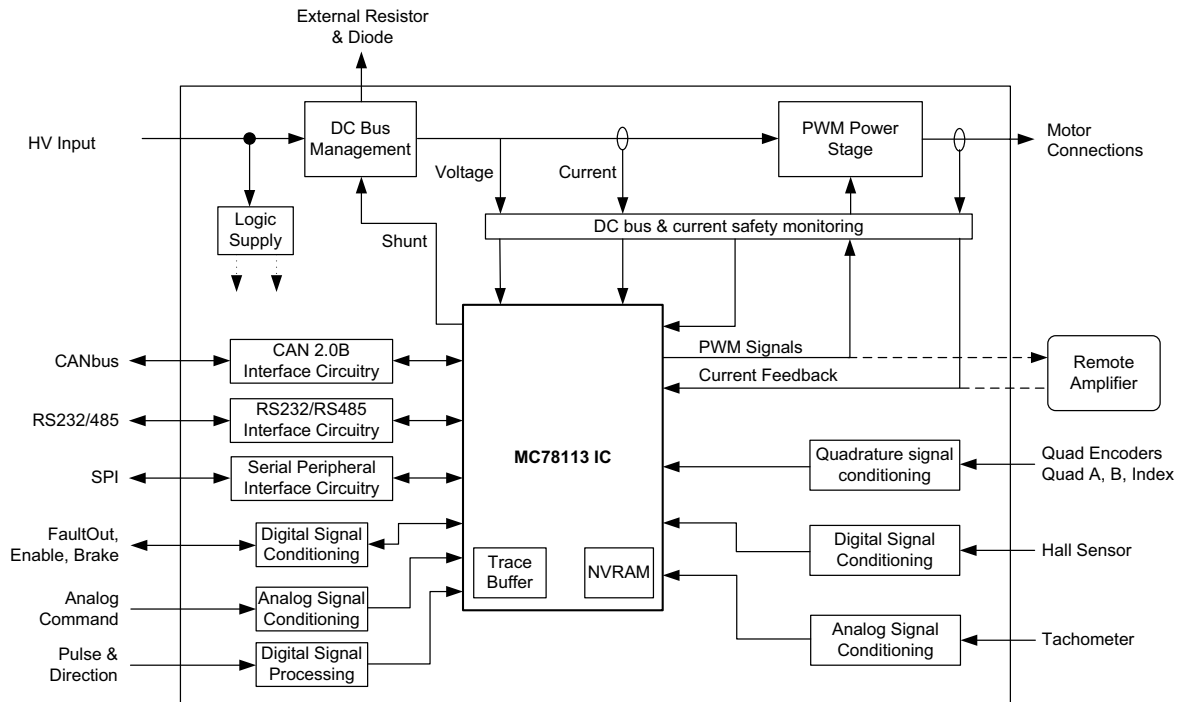 External Resistor
& Diode
HV Input
DC Bus
Management
PWM Power
Stage
Motor
Connections
Voltage
Current
Logic
Supply
Shunt
DC bus & current safety monitoring
CANbus
CAN 2.0B
Interface Circuitry
PWM Signals
Current Feedback
Remote
Amplifier
RS232/485
RS232/RS485
Interface Circuitry
MC78113 IC
SPI
Serial Peripheral
Interface Circuitry
Quadrature signal
conditioning
Quad Encoders
Quad A, B, Index
FaultOut,
Enable, Brake
Digital Signal
Conditioning
Trace
Buffer
NVRAM
Digital Signal
Conditioning
Hall Sensor
Analog
Command
Analog Signal
Conditioning
Analog Signal
Conditioning
Tachometer
Pulse &
Direction
Digital Signal
Processing